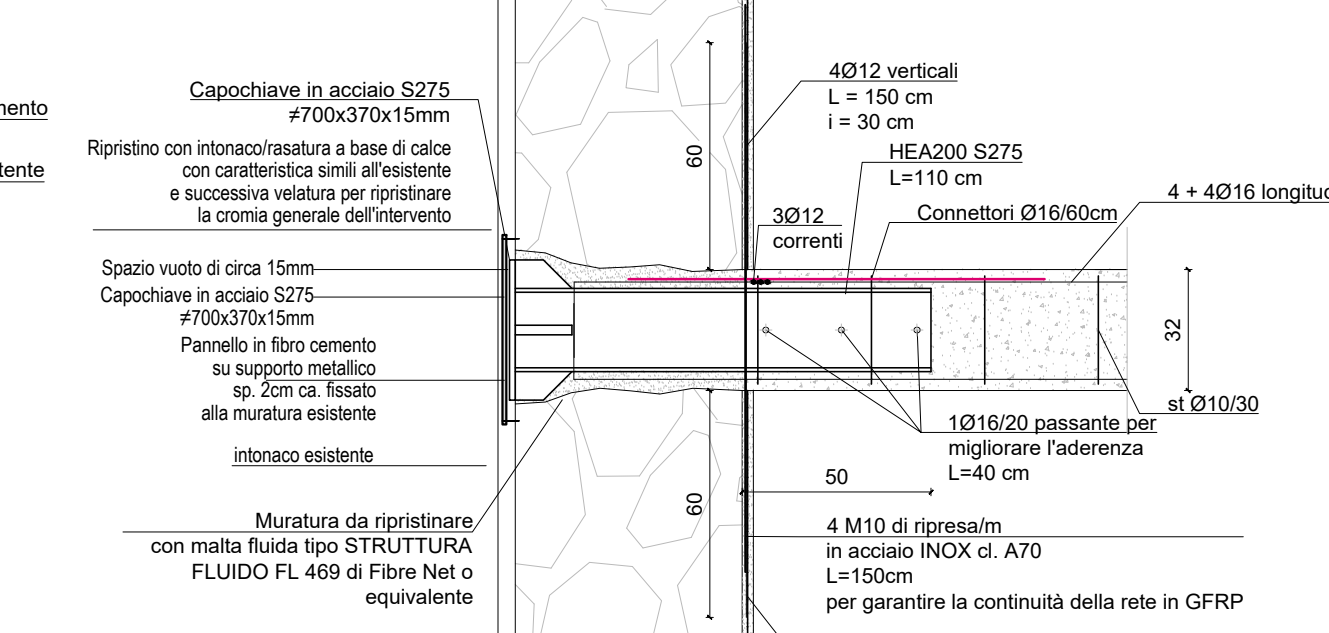 Capochiave in acciaio S275
≠700x370x15mm
Ripristino con intonaco/rasatura a base di calce
con caratteristica simili all'esistente
e successiva velatura per ripristinare
la cromia generale dell'intervento
Spazio vuoto di circa 15mm
Capochiave in acciaio S275
≠700x370x15mm
Pannello in fibro cemento
su supporto metallico
sp. 2cm ca. fissato
alla muratura esistente
intonaco esistente
Muratura da ripristinare
con malta fluida tipo STRUTTURA
FLUIDO FL 469 di Fibre Net o
equivalente
60
60
4Ø12 verticali
L = 150 cm
i = 30 cm
HEA200 S275
L=110 cm
3Ø12
correnti
Connettori Ø16/60cm
4 + 4Ø16 longitud
32
st Ø10/30
1Ø16/20 passante per
migliorare l'aderenza
L=40 cm
50
4 M10 di ripresa/m
in acciaio INOX cl. A70
L=150cm
per garantire la continuità della rete in GFRP